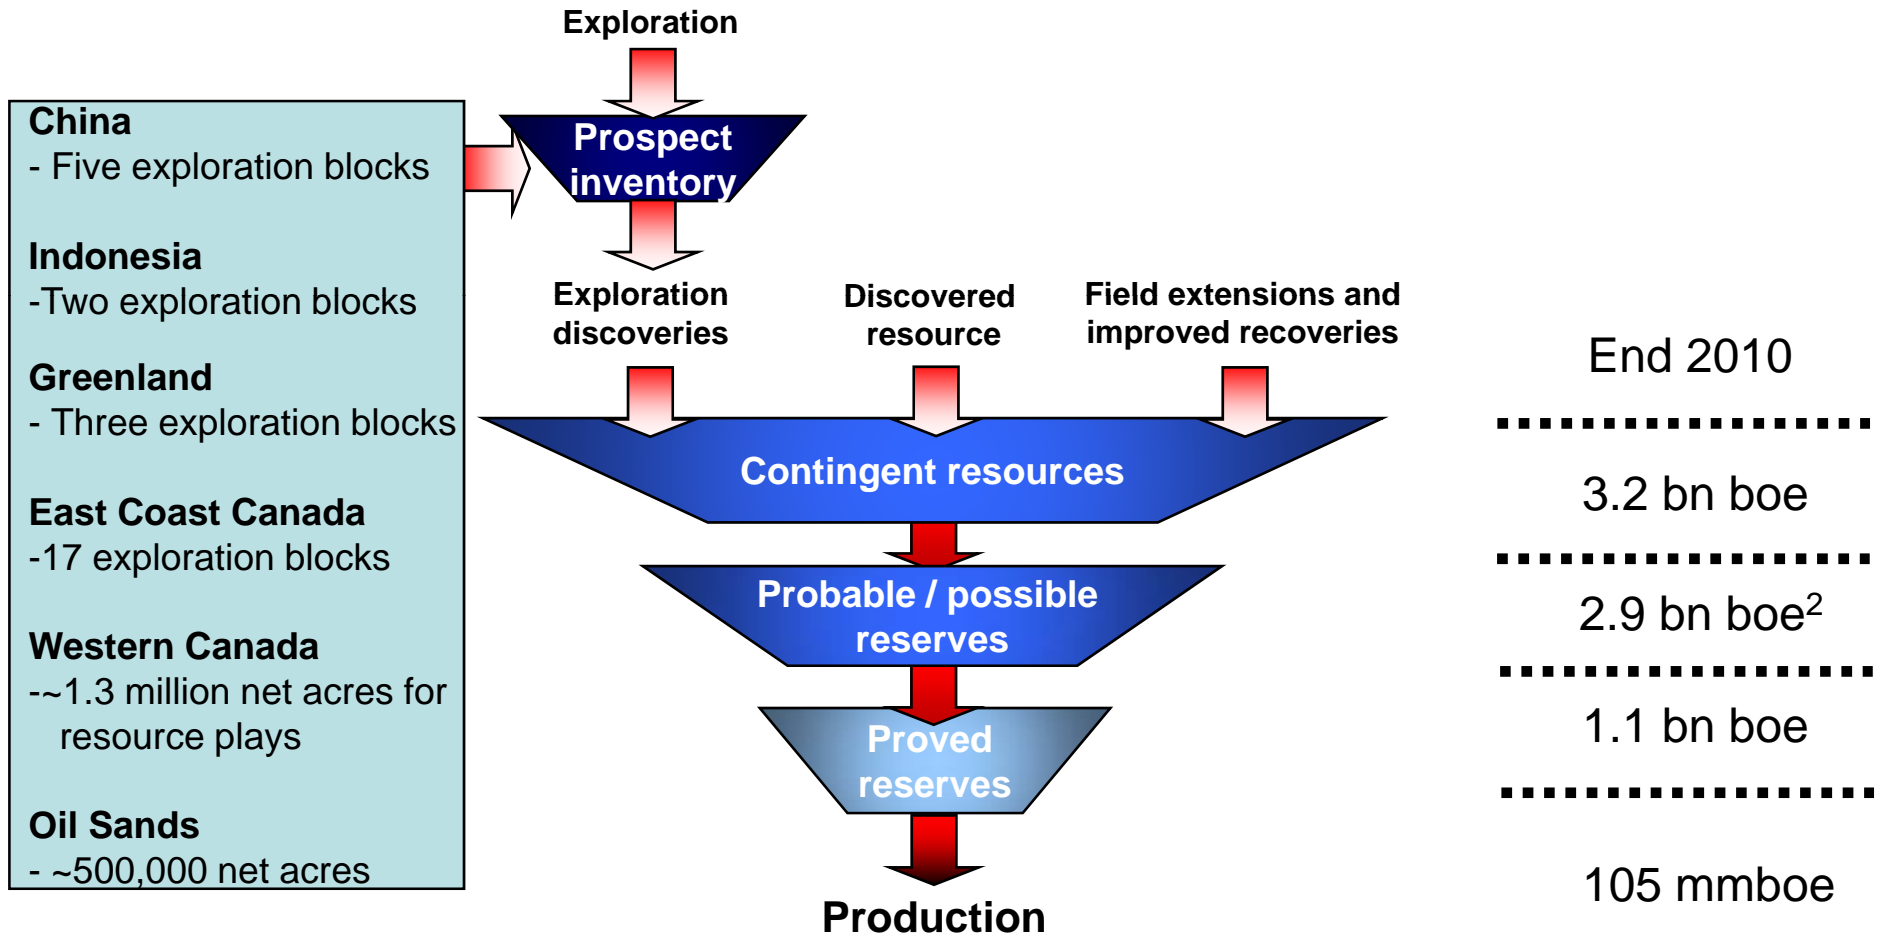 Exploration
China
- Five exploration blocks
Indonesia
-Two exploration blocks
Greenland
- Three exploration blocks
East Coast Canada
-17 exploration blocks
Western Canada
-~1.3 million net acres for
resource plays
Oil Sands
- ~500,000 net acres
Prospect
inventory
Exploration
discoveries
Discovered
resource
Field extensions and
improved recoveries
Contingent resources
Probable / possible
reserves
Proved
reserves
Production
End 2010
3.2 bn boe
2.9 bn boe²
1.1 bn boe
105 mmboe